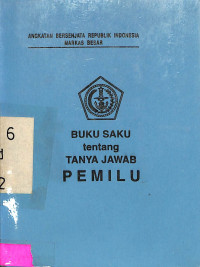 ANGKATAN BERSENJATA REPUBLIK INDONESIA
MARKAS BESAR
BUKU SAKU
tentang
TANYA JAWAB
PEMILU
6
2